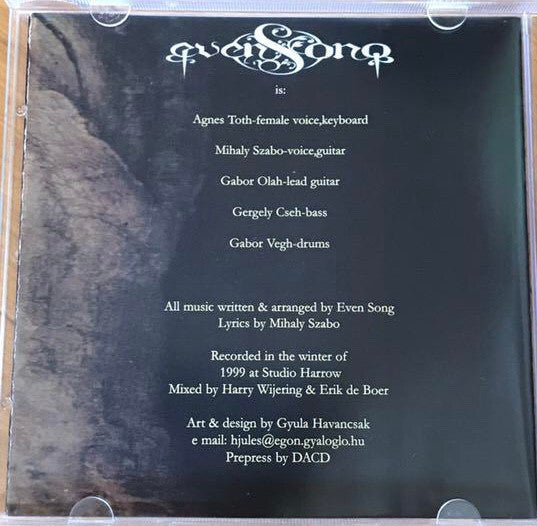 evenSong
is:
Agnes Toth-female voice,keyboard
Mihaly Szabo-voice,guitar
Gabor Olah-lead guitar
Gergely Cseh-bass
Gabor Vegh-drums
All music written & arranged by Even Song
Lyrics by Mihaly Szabo
Recorded in the winter of
1999 at Studio Harrow
Mixed by Harry Wijering & Erik de Boer
Art & design by Gyula Havancsak
e mail: hjules@egon.gyaloglo.hu
Prepress by DACD